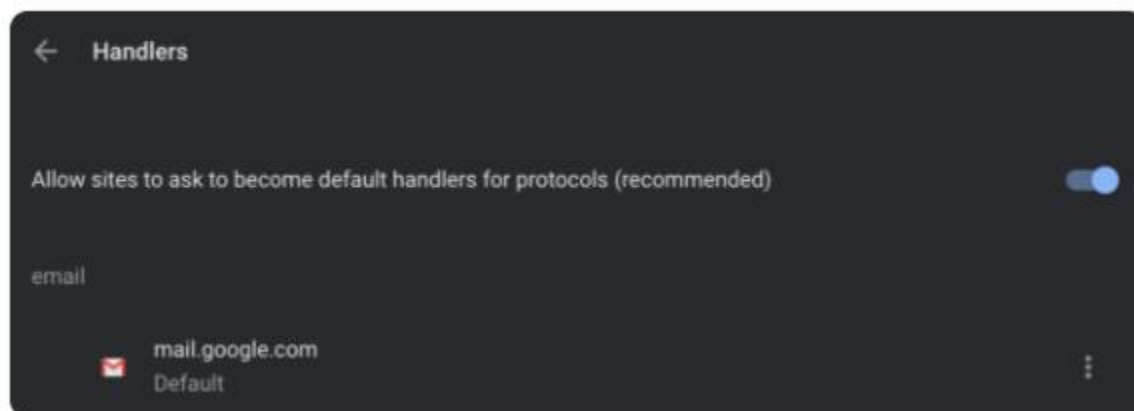 Handlers
Allow sites to ask to become default handlers for protocols (recommended)
email
mail.google.com
Default